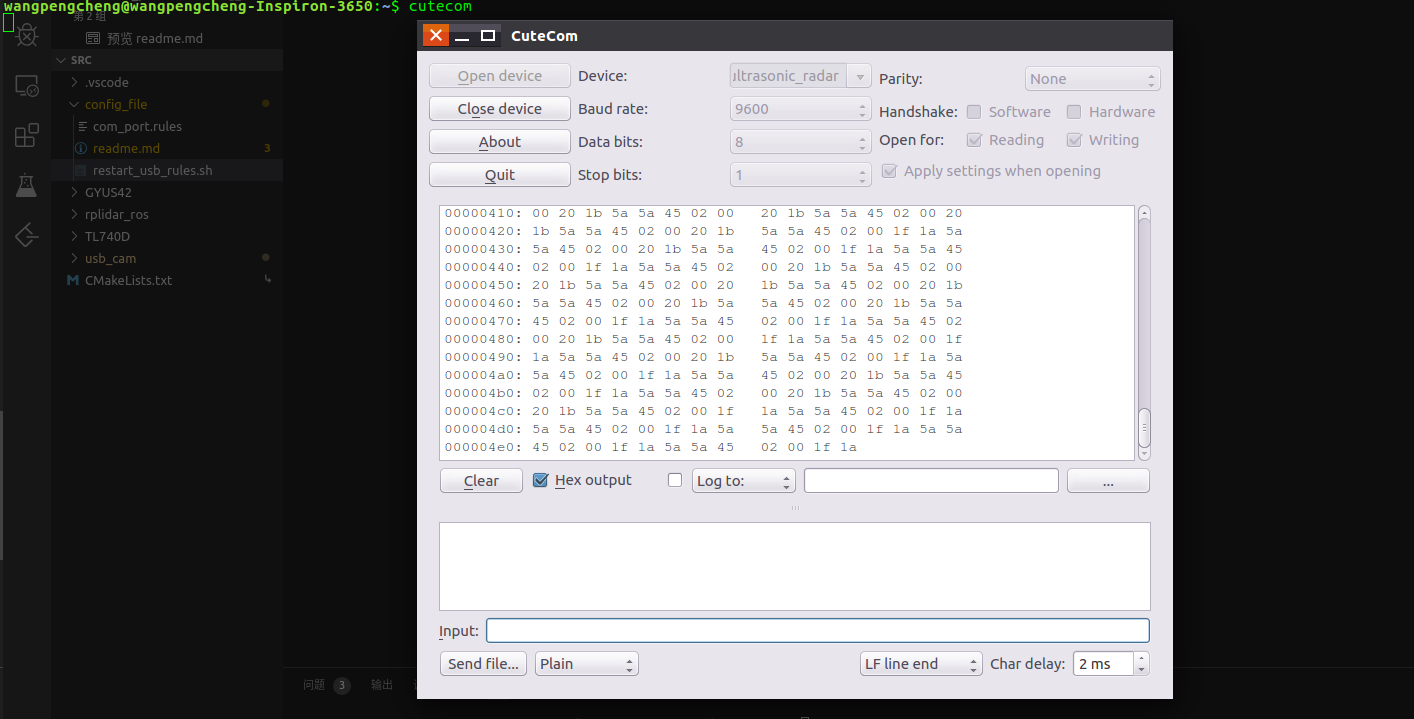 wangpengcheng@wangpengcheng-Inspiron-3650:~$ cutecom
第 2 组
预览 readme.md
SRC
.vscode
config_file
com_port.rules
readme.md 3
restart_usb_rules.sh
GYUS42
rplidar_ros
TL740D
usb_cam
CMakeLists.txt
问题 3 输出
CuteCom
Open device Device: ultrasonic_radar Parity: None
Close device Baud rate: 9600 Handshake: Software Hardware
About Data bits: 8 Open for: Reading Writing
Quit Stop bits: 1 Apply settings when opening
00000410: 00 20 1b 5a 5a 45 02 00 20 1b 5a 5a 45 02 00 20
00000420: 1b 5a 5a 45 02 00 20 1b 5a 5a 45 02 00 1f 1a 5a
00000430: 5a 45 02 00 20 1b 5a 5a 45 02 00 1f 1a 5a 5a 45
00000440: 02 00 1f 1a 5a 5a 45 02 00 20 1b 5a 5a 45 02 00
00000450: 20 1b 5a 5a 45 02 00 20 1b 5a 5a 45 02 00 20 1b
00000460: 5a 5a 45 02 00 20 1b 5a 5a 45 02 00 20 1b 5a 5a
00000470: 45 02 00 1f 1a 5a 5a 45 02 00 1f 1a 5a 5a 45 02
00000480: 00 20 1b 5a 5a 45 02 00 1f 1a 5a 5a 45 02 00 1f
00000490: 1a 5a 5a 45 02 00 20 1b 5a 5a 45 02 00 1f 1a 5a
000004a0: 5a 45 02 00 1f 1a 5a 5a 45 02 00 20 1b 5a 5a 45
000004b0: 02 00 1f 1a 5a 5a 45 02 00 20 1b 5a 5a 45 02 00
000004c0: 20 1b 5a 5a 45 02 00 1f 1a 5a 5a 45 02 00 1f 1a
000004d0: 5a 5a 45 02 00 1f 1a 5a 5a 45 02 00 1f 1a 5a 5a
000004e0: 45 02 00 1f 1a 5a 5a 45 02 00 1f 1a
Clear Hex output Log to: ...
Input:
Send file... Plain LF line end Char delay: 2 ms